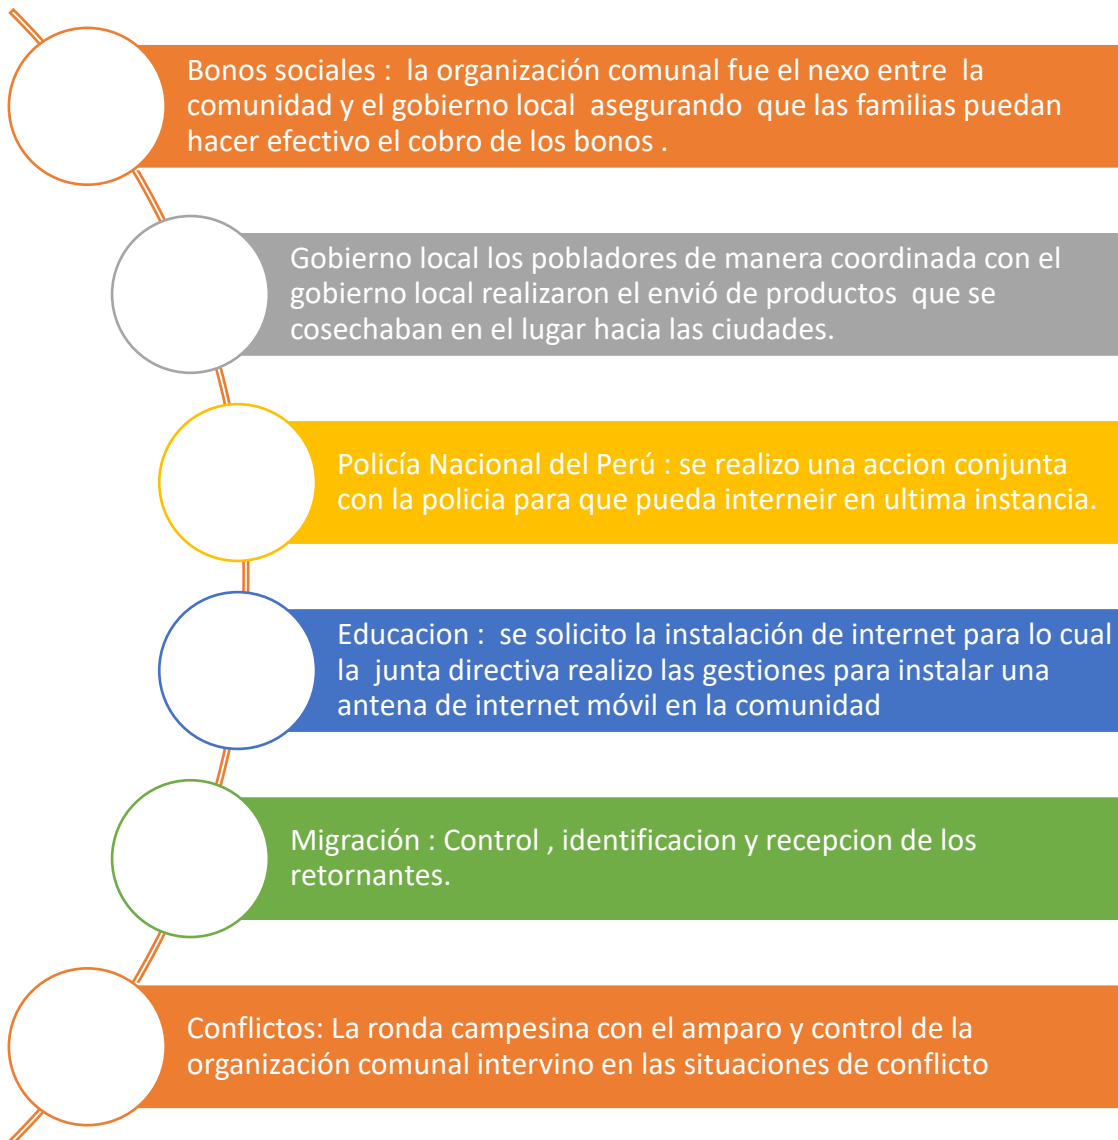 Bonos sociales :  la organización comunal fue el nexo entre  la
comunidad y el gobierno local  asegurando  que las familias puedan
hacer efectivo el cobro de los bonos .
Gobierno local los pobladores de manera coordinada con el
gobierno local realizaron el envió de productos  que se
cosechaban en el lugar hacia las ciudades.
Policía Nacional del Perú : se realizo una accion conjunta
con la policia para que pueda interneir en ultima instancia.
Educacion :  se solicito la instalación de internet para lo cual
la  junta directiva realizo las gestiones para instalar una
antena de internet móvil en la comunidad
Migración : Control , identificacion y recepcion de los
retornantes.
Conflictos: La ronda campesina con el amparo y control de la
organización comunal intervino en las situaciones de conflicto